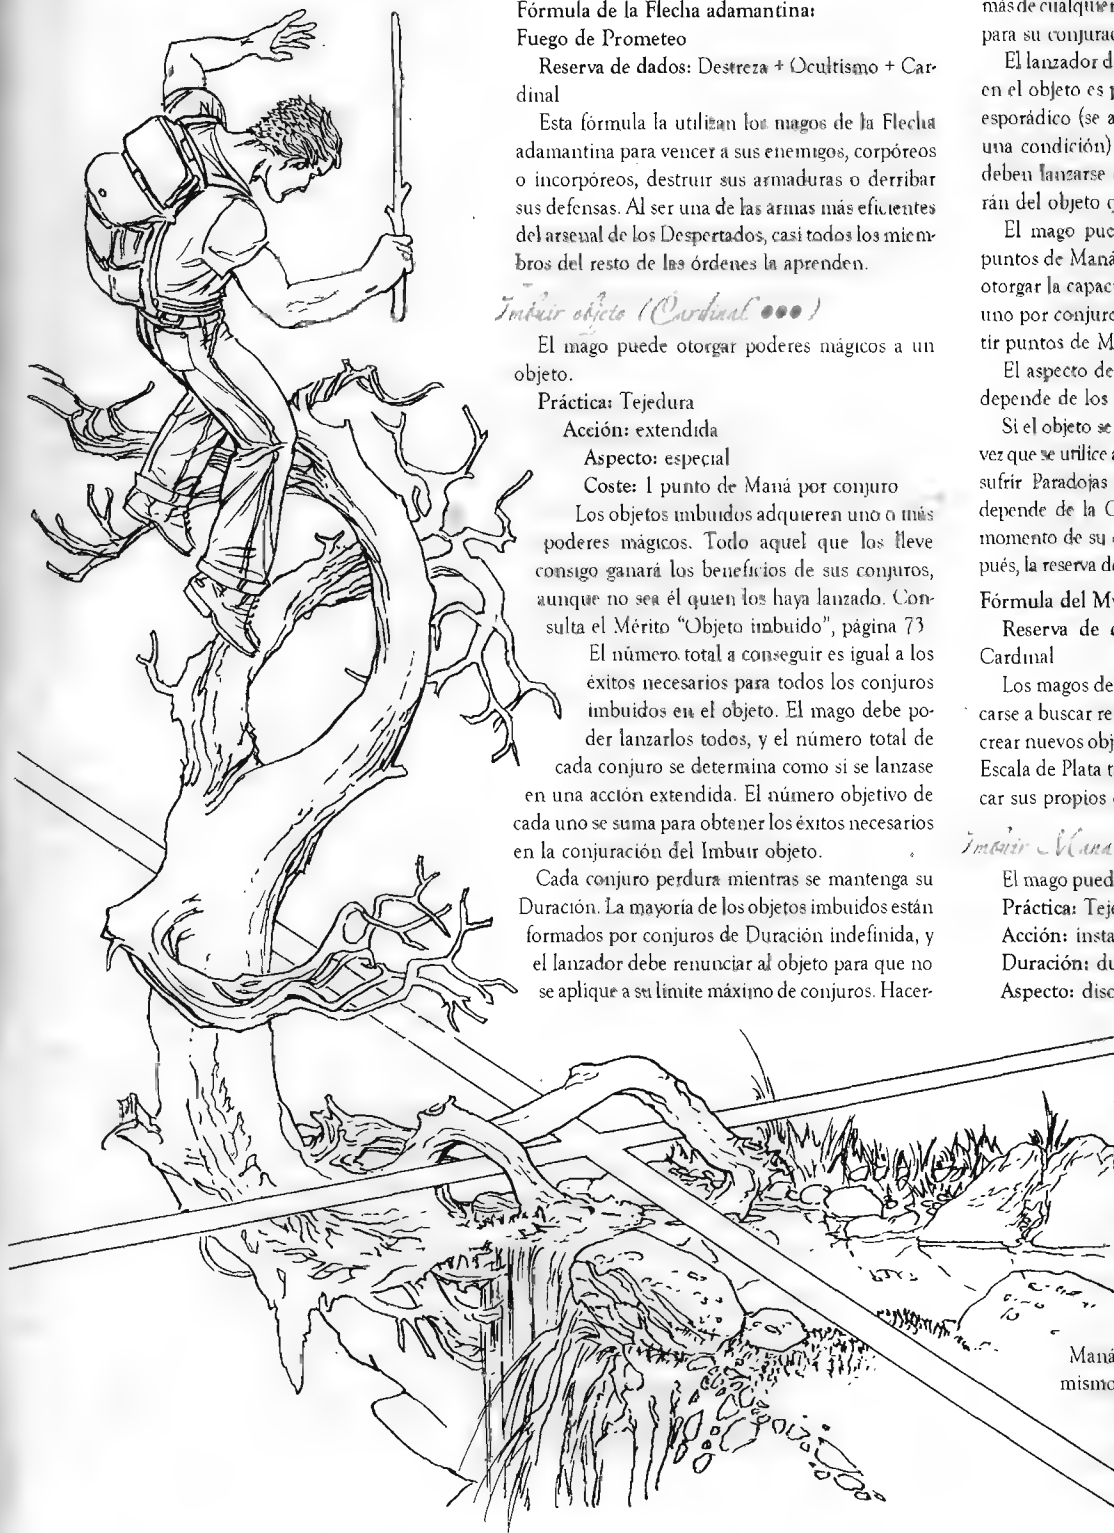 Fórmula de la Flecha adamantina:
Fuego de Prometeo
Reserva de dados: Destreza + Ocultismo + Car-
dinal
Esta fórmula la utilizan los magos de la Flecha
adamantina para vencer a sus enemigos, corpóreos
o incorpóreos, destruir sus armaduras o derribar
sus defensas. Al ser una de las armas más eficientes
del arsenal de los Despertados, casi todos los miem-
bros del resto de las órdenes la aprenden.
Imbuir objeto (Cardinal •••)
El mago puede otorgar poderes mágicos a un
objeto.
Práctica: Tejedura
Acción: extendida
Aspecto: especial
Coste: 1 punto de Maná por conjuro
Los objetos imbuidos adquieren uno o más
poderes mágicos. Todo aquel que los lleve
consigo ganará los beneficios de sus conjuros,
aunque no sea él quien los haya lanzado. Con-
sulta el Mérito “Objeto imbuido”, página 73
El número total a conseguir es igual a los
éxitos necesarios para todos los conjuros
imbuidos en el objeto. El mago debe po-
der lanzarlos todos, y el número total de
cada conjuro se determina como si se lanzase
en una acción extendida. El número objetivo de
cada uno se suma para obtener los éxitos necesarios
en la conjuración del Imbuir objeto.
Cada conjuro perdura mientras se mantenga su
Duración. La mayoría de los objetos imbuidos están
formados por conjuros de Duración indefinida, y
el lanzador debe renunciar al objeto para que no
se aplique a su límite máximo de conjuros. Hacer-
más de cualquier
para su conjurac
El lanzador d
en el objeto es
esporádico (se a
una condición)
deben lanzarse
rán del objeto q
El mago pue
puntos de Maná
otorgar la capac
uno por conjuro
tir puntos de M
El aspecto de
depende de los
Si el objeto se
vez que se utilice a
sufrir Paradojas
depende de la C
momento de su
pués, la reserva de
Fórmula del M
Reserva de
Cardinal
Los magos de
carse a buscar re
crear nuevos obj
Escala de Plata t
car sus propios
Imbuir Maná
El mago pued
Práctica: Teje
Acción: insta
Duración: du
Aspecto: disc
Maná
mismo